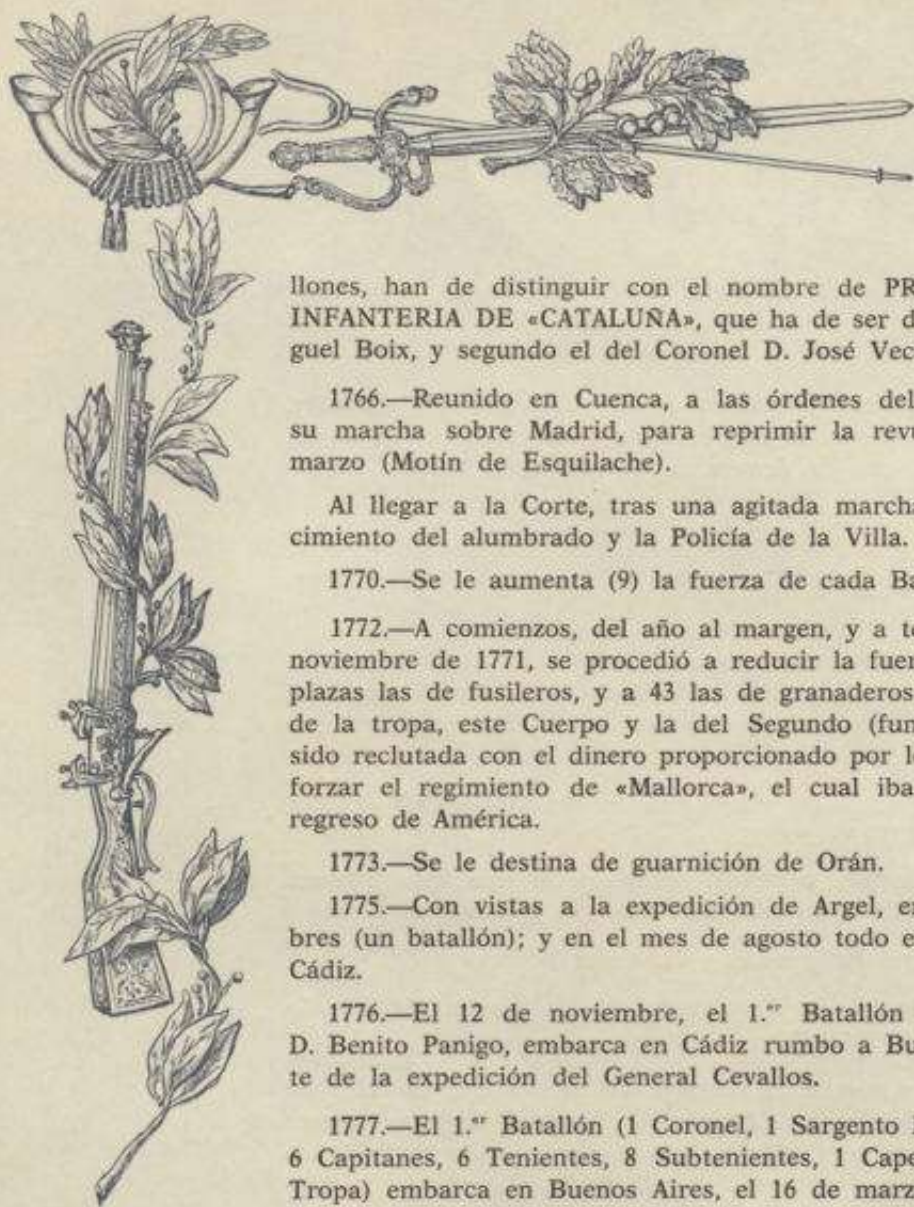 llones, han de distinguir con el nombre de PR
INFANTERIA DE «CATALUÑA», que ha de ser d
guel Boix, y segundo el del Coronel D. José Vec
1766.—Reunido en Cuenca, a las órdenes del
su marcha sobre Madrid, para reprimir la revu
marzo (Motín de Esquilache).
Al llegar a la Corte, tras una agitada march
cimiento del alumbrado y la Policía de la Villa.
1770.—Se le aumenta (9) la fuerza de cada Ba
1772.—A comienzos, del año al margen, y a te
noviembre de 1771, se procedió a reducir la fuer
plazas las de fusileros, y a 43 las de granaderos
de la tropa, este Cuerpo y la del Segundo (fun
sido reclutada con el dinero proporcionado por l
forzar el regimiento de «Mallorca», el cual iba
regreso de América.
1773.—Se le destina de guarnición de Orán.
1775.—Con vistas a la expedición de Argel, e
bres (un batallón); y en el mes de agosto todo e
Cádiz.
1776.—El 12 de noviembre, el 1.er Batallón
D. Benito Panigo, embarca en Cádiz rumbo a Bu
te de la expedición del General Cevallos.
1777.—El 1.er Batallón (1 Coronel, 1 Sargento
6 Capitanes, 6 Tenientes, 8 Subtenientes, 1 Cape
Tropa) embarca en Buenos Aires, el 16 de marz